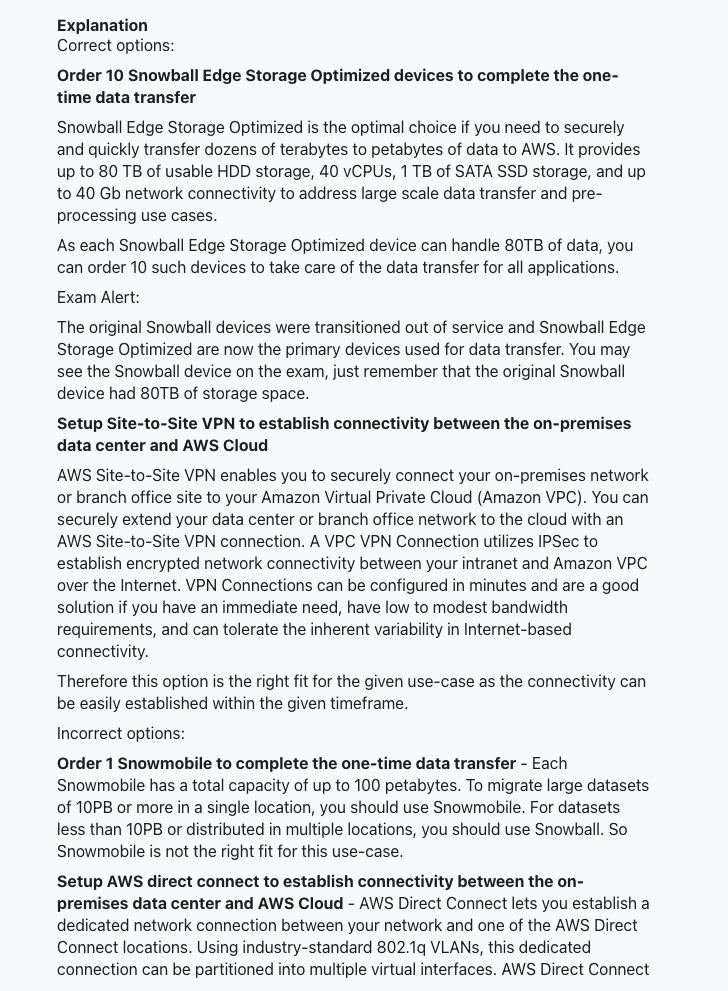 Explanation
Correct options:
Order 10 Snowball Edge Storage Optimized devices to complete the one-
time data transfer
Snowball Edge Storage Optimized is the optimal choice if you need to securely
and quickly transfer dozens of terabytes to petabytes of data to AWS. It provides
up to 80 TB of usable HDD storage, 40 vCPUs, 1 TB of SATA SSD storage, and up
to 40 Gb network connectivity to address large scale data transfer and pre-
processing use cases.
As each Snowball Edge Storage Optimized device can handle 80TB of data, you
can order 10 such devices to take care of the data transfer for all applications.
Exam Alert:
The original Snowball devices were transitioned out of service and Snowball Edge
Storage Optimized are now the primary devices used for data transfer. You may
see the Snowball device on the exam, just remember that the original Snowball
device had 80TB of storage space.
Setup Site-to-Site VPN to establish connectivity between the on-premises
data center and AWS Cloud
AWS Site-to-Site VPN enables you to securely connect your on-premises network
or branch office site to your Amazon Virtual Private Cloud (Amazon VPC). You can
securely extend your data center or branch office network to the cloud with an
AWS Site-to-Site VPN connection. A VPC VPN Connection utilizes IPSec to
establish encrypted network connectivity between your intranet and Amazon VPC
over the Internet. VPN Connections can be configured in minutes and are a good
solution if you have an immediate need, have low to modest bandwidth
requirements, and can tolerate the inherent variability in Internet-based
connectivity.
Therefore this option is the right fit for the given use-case as the connectivity can
be easily established within the given timeframe.
Incorrect options:
Order 1 Snowmobile to complete the one-time data transfer - Each
Snowmobile has a total capacity of up to 100 petabytes. To migrate large datasets
of 10PB or more in a single location, you should use Snowmobile. For datasets
less than 10PB or distributed in multiple locations, you should use Snowball. So
Snowmobile is not the right fit for this use-case.
Setup AWS direct connect to establish connectivity between the on-
premises data center and AWS Cloud - AWS Direct Connect lets you establish a
dedicated network connection between your network and one of the AWS Direct
Connect locations. Using industry-standard 802.1q VLANs, this dedicated
connection can be partitioned into multiple virtual interfaces. AWS Direct Connect